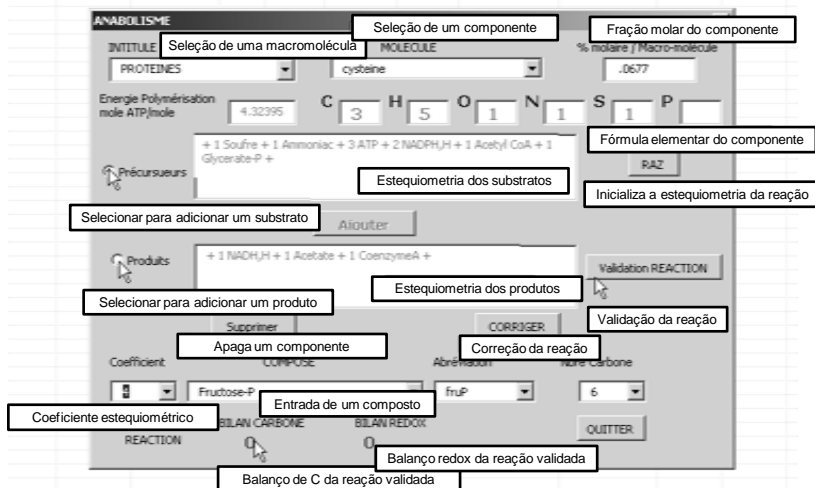 ANABOLISME
Seleção de um componente
Fração molar do componente
INTITULE
Seleção de uma macromolécula
MOLECULE
% molaire / Macro-molécule
PROTEINES
cysteine
.0677
Energie Polymérisation
mole ATP/mole
4.32395
C 3 H 5 O 1 N 1 S 1 P
Fórmula elementar do componente
+ 1 Soufre + 1 Ammoniac + 3 ATP + 2 NADPH,H + 1 Acetyl CoA + 1
Glycerate-P +
Précursueurs
Estequiometria dos substratos
RAZ
Inicializa a estequiometria da reação
Selecionar para adicionar um substrato
Ajouter
+ 1 NADH,H + 1 Acetate + 1 CoenzymeA +
Produits
Validation REACTION
Estequiometria dos produtos
Selecionar para adicionar um produto
Validação da reação
Supprimer
CORRIGER
Apaga um componente
Correção da reação
Coefficient
COMPOSE
Abréviation
Nbre Carbone
Fructose-P
fruP
6
Entrada de um composto
Coeficiente estequiométrico
BILAN CARBONE
BILAN REDOX
QUITTER
REACTION
0
0
Balanço redox da reação validada
Balanço de C da reação validada